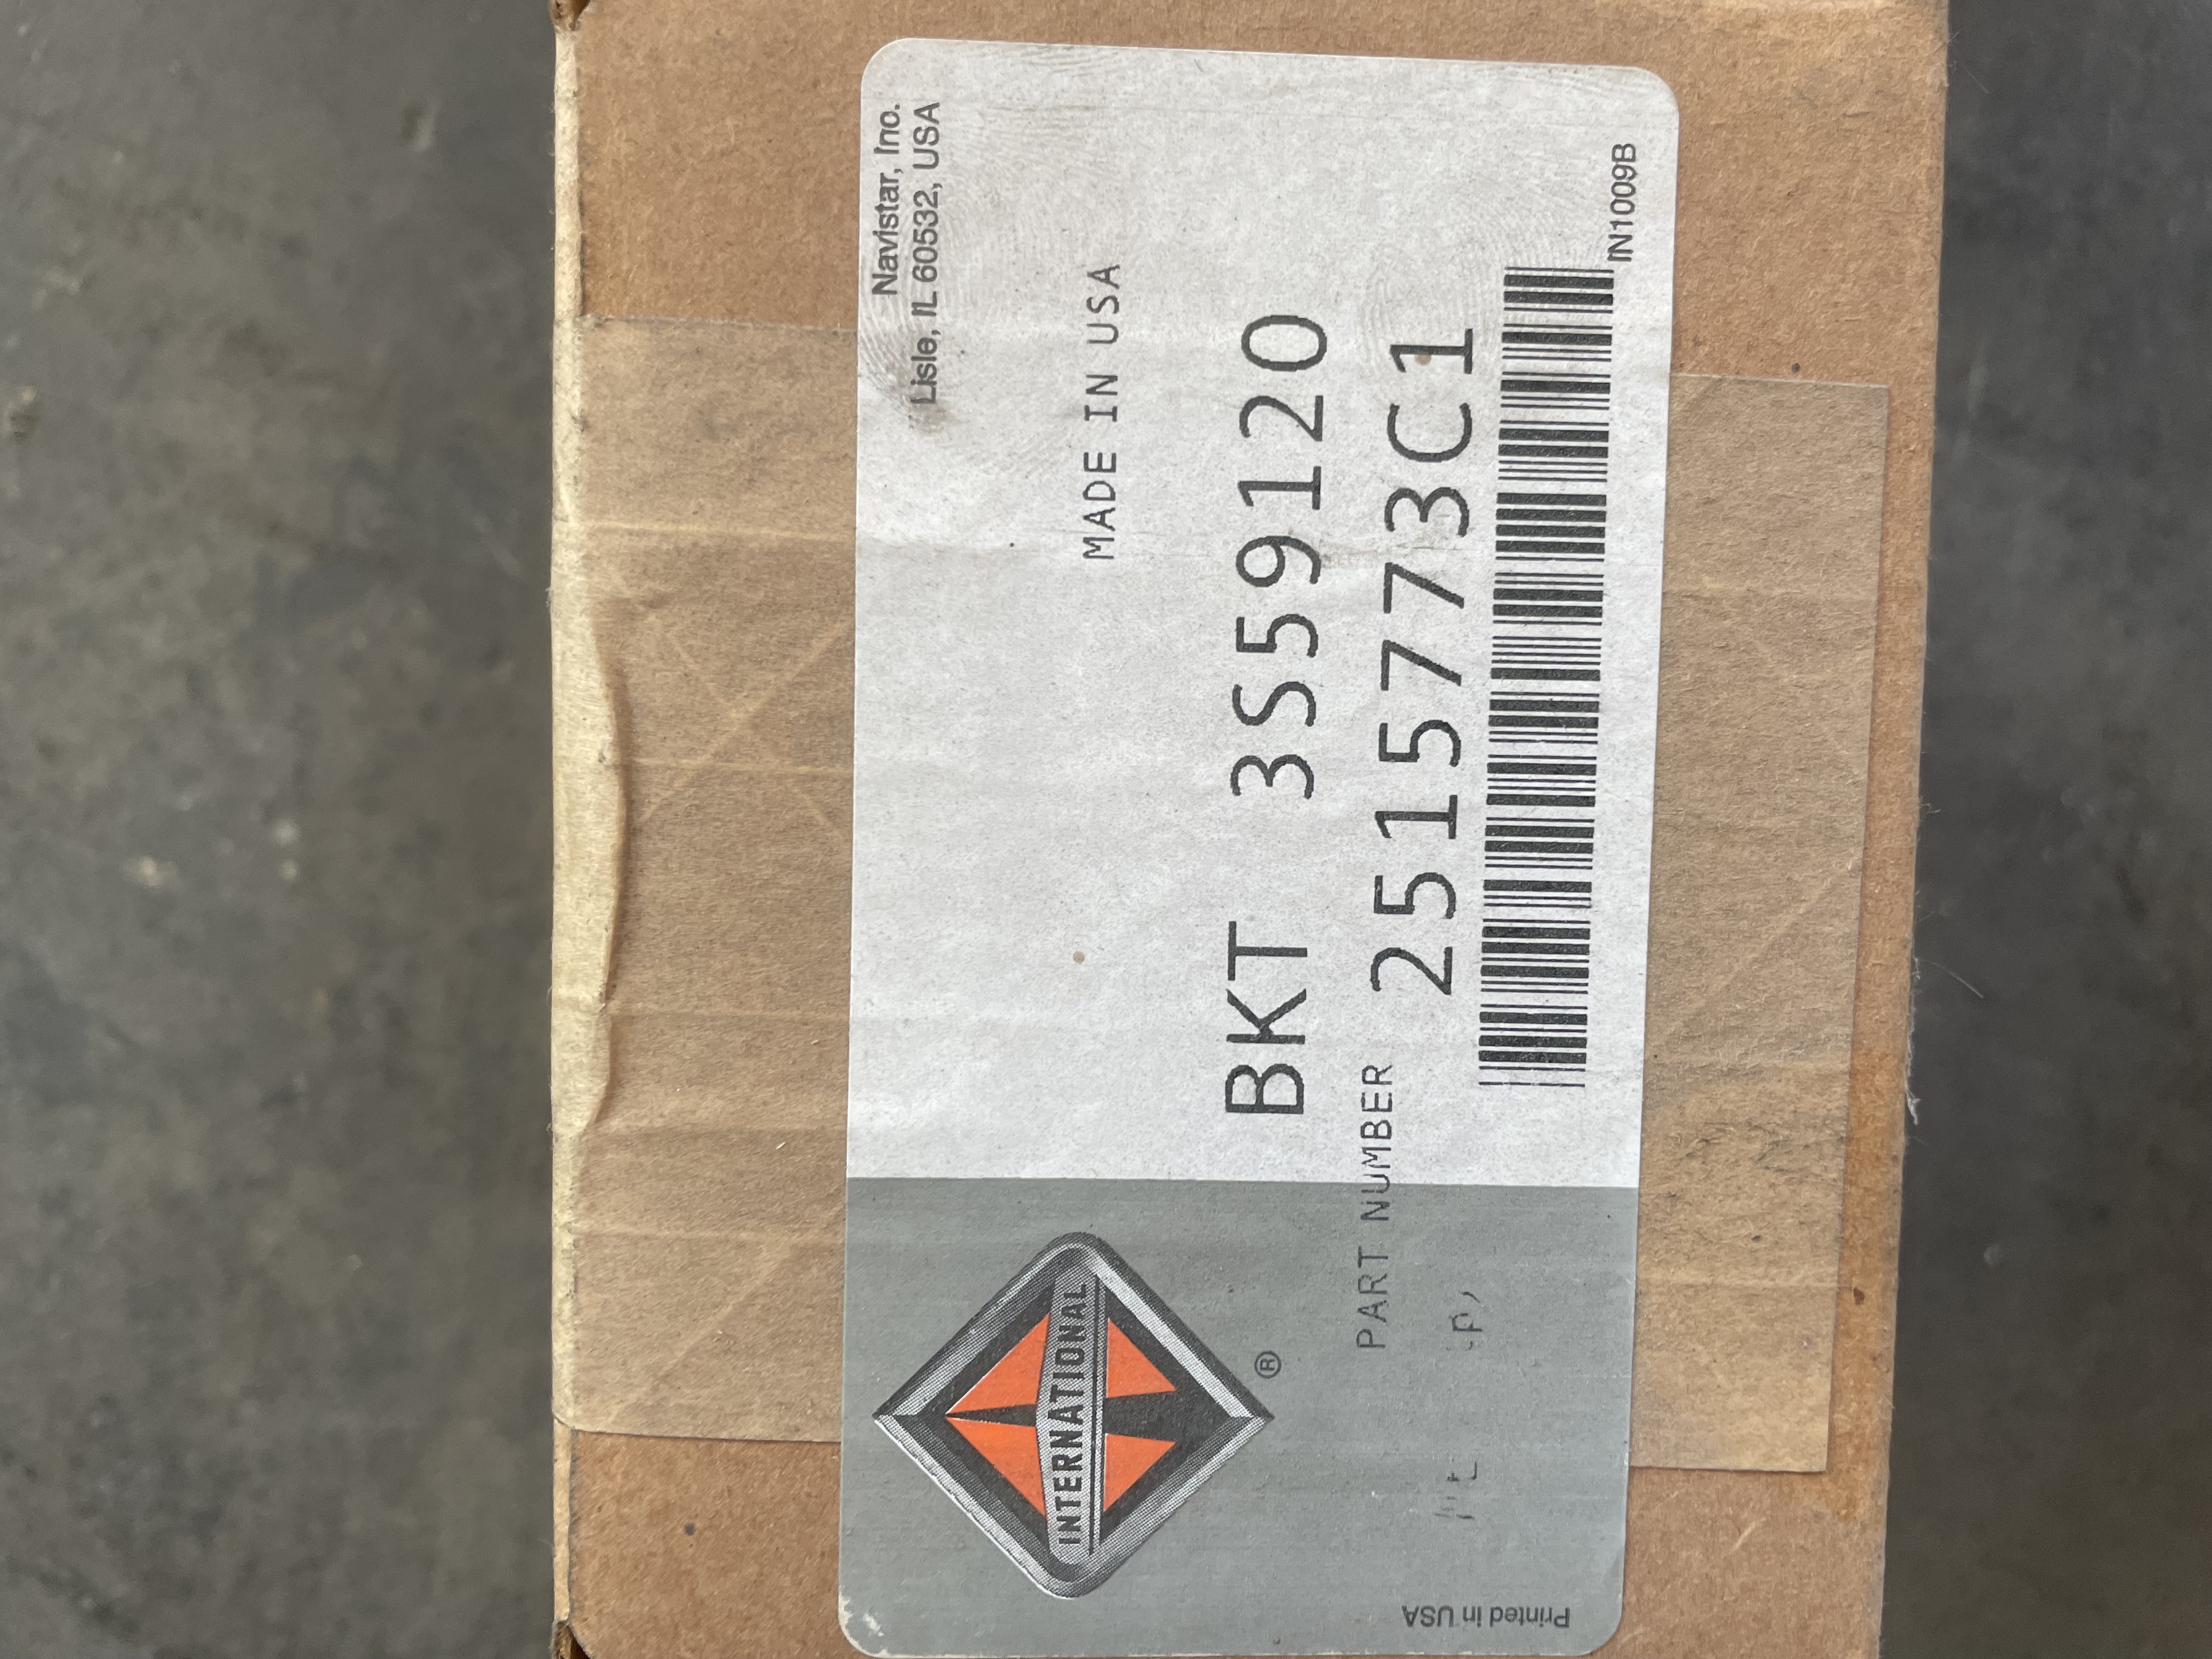 Navistar, Inc.
Lisle, IL 60532, USA
INTERNATIONAL
®
MADE IN USA
BKT 3S59120
PART NUMBER 2515773C1
IN1009B
Printed in USA